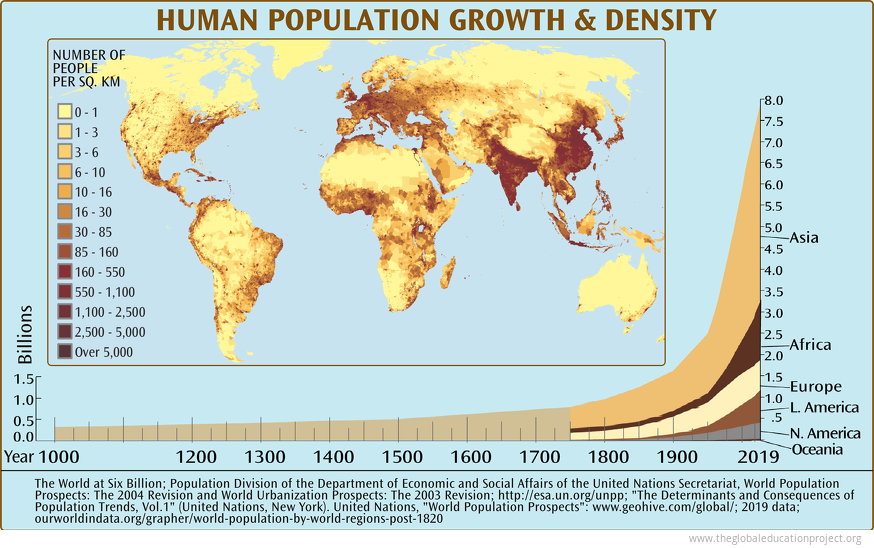 HUMAN POPULATION GROWTH & DENSITY
NUMBER OF
PEOPLE
PER SQ. KM
0 - 1
1 - 3
3 - 6
6 - 10
10 - 16
16 - 30
30 - 85
85 - 160
160 - 550
550 - 1,100
1,100 - 2,500
2,500 - 5,000
Over 5,000
8.0
7.5
7.0
6.5
6.0
5.5
5.0
Asia
4.5
4.0
3.5
3.0
2.5
Africa
2.0
1.5
Europe
1.0
L. America
.5
N. America
Oceania
Billions
1.5
1.0
0.5
0.0
Year 1000 1200 1300 1400 1500 1600 1700 1800 1900 2019
The World at Six Billion; Population Division of the Department of Economic and Social Affairs of the United Nations Secretariat, World Population
Prospects: The 2004 Revision and World Urbanization Prospects: The 2003 Revision; http://esa.un.org/unpp; "The Determinants and Consequences of
Population Trends, Vol.1" (United Nations, New York). United Nations, "World Population Prospects": www.geohive.com/global/; 2019 data;
ourworldindata.org/grapher/world-population-by-world-regions-post-1820
www.theglobaleducationproject.org